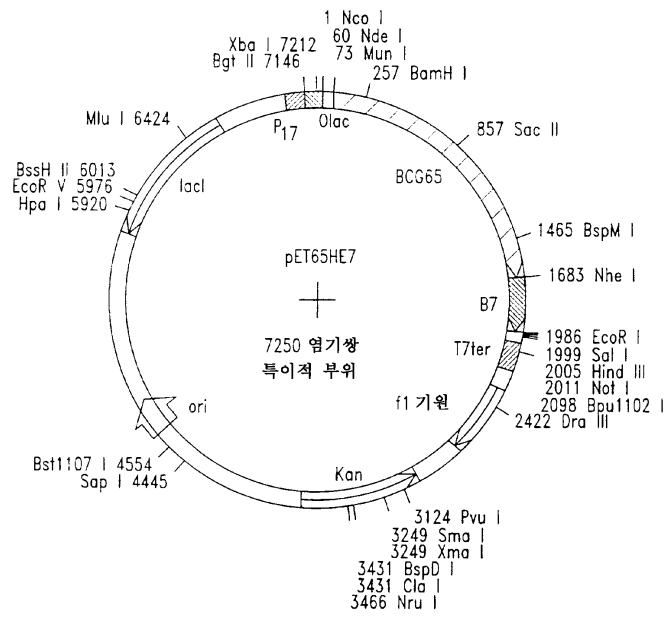 1 Nco I
60 Nde I
73 Mun I
257 BamH I
Xba I 7212
Bgt II 7146
857 Sac II
Mlu I 6424
P17
Olac
BCG65
BssH II 6013
EcoR V 5976
Hpa I 5920
lacI
1465 BspM I
pET65HE7
1683 Nhe I
B7
7250 염기쌍
특이적 부위
T7ter
1986 EcoR I
1999 Sal I
2005 Hind III
2011 Not I
2098 Bpu1102 I
2422 Dra III
f1 기원
ori
Bst1107 I 4554
Sap I 4445
Kan
3124 Pvu I
3249 Sma I
3249 Xma I
3431 BspD I
3431 Cla I
3466 Nru I